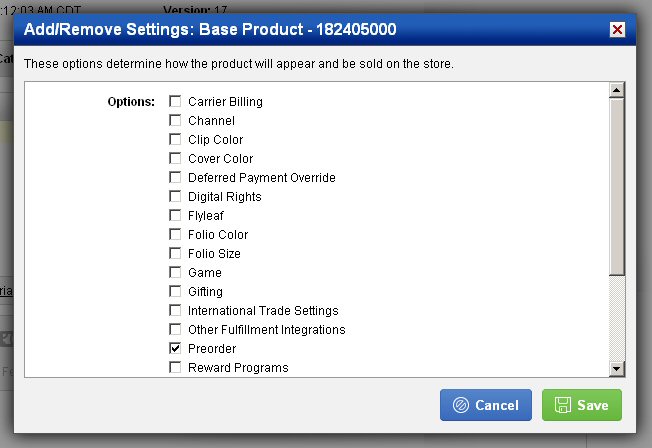 :12:03 AM CDT Version: 17
Add/Remove Settings: Base Product - 182405000
These options determine how the product will appear and be sold on the store.
Options:
Carrier Billing
Channel
Clip Color
Cover Color
Deferred Payment Override
Digital Rights
Flyleaf
Folio Color
Folio Size
Game
Gifting
International Trade Settings
Other Fulfillment Integrations
Preorder
Reward Programs
Cancel
Save